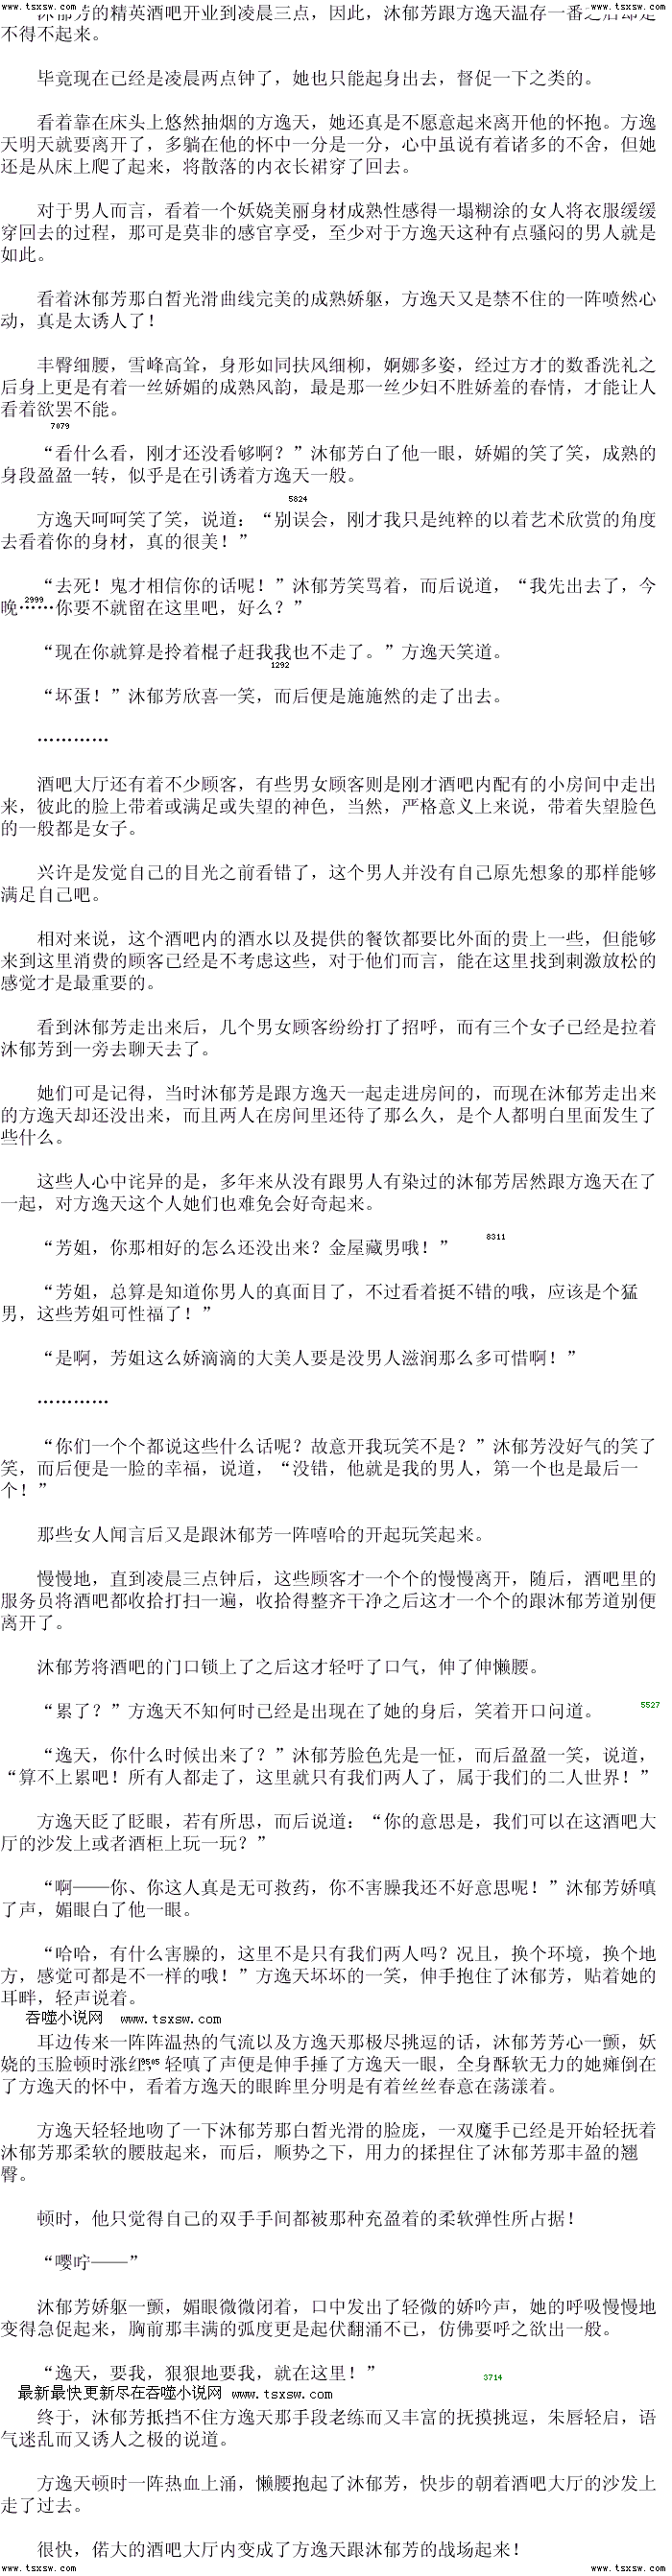 www.tsxsw.com www.tsxsw.com
沐郁芳的精英酒吧开业到凌晨三点，因此，沐郁芳跟方逸天温存一番之后却是
不得不起来。
毕竟现在已经是凌晨两点钟了，她也只能起身出去，督促一下之类的。
看着靠在床头上悠然抽烟的方逸天，她还真是不愿意起来离开他的怀抱。方逸
天明天就要离开了，多躺在他的怀中一分是一分，心中虽说有着诸多的不舍，但她
还是从床上爬了起来，将散落的内衣长裙穿了回去。
对于男人而言，看着一个妖娆美丽身材成熟性感得一塌糊涂的女人将衣服缓缓
穿回去的过程，那可是莫非的感官享受，至少对于方逸天这种有点骚闷的男人就是
如此。
看着沐郁芳那白皙光滑曲线完美的成熟娇躯，方逸天又是禁不住的一阵喷然心
动，真是太诱人了！
丰臀细腰，雪峰高耸，身形如同扶风细柳，婀娜多姿，经过方才的数番洗礼之
后身上更是有着一丝娇媚的成熟风韵，最是那一丝少妇不胜娇羞的春情，才能让人
看着欲罢不能。
7079
“看什么看，刚才还没看够啊？”沐郁芳白了他一眼，娇媚的笑了笑，成熟的
身段盈盈一转，似乎是在引诱着方逸天一般。
5824
方逸天呵呵笑了笑，说道：“别误会，刚才我只是纯粹的以着艺术欣赏的角度
去看着你的身材，真的很美！”
“去死！鬼才相信你的话呢！”沐郁芳笑骂着，而后说道，“我先出去了，今
2999
晚……你要不就留在这里吧，好么？”
“现在你就算是拎着棍子赶我我也不走了。”方逸天笑道。
1292
“坏蛋！”沐郁芳欣喜一笑，而后便是施施然的走了出去。
…………
酒吧大厅还有着不少顾客，有些男女顾客则是刚才酒吧内配有的小房间中走出
来，彼此的脸上带着或满足或失望的神色，当然，严格意义上来说，带着失望脸色
的一般都是女子。
兴许是发觉自己的目光之前看错了，这个男人并没有自己原先想象的那样能够
满足自己吧。
相对来说，这个酒吧内的酒水以及提供的餐饮都要比外面的贵上一些，但能够
来到这里消费的顾客已经是不考虑这些，对于他们而言，能在这里找到刺激放松的
感觉才是最重要的。
看到沐郁芳走出来后，几个男女顾客纷纷打了招呼，而有三个女子已经是拉着
沐郁芳到一旁去聊天去了。
她们可是记得，当时沐郁芳是跟方逸天一起走进房间的，而现在沐郁芳走出来
的方逸天却还没出来，而且两人在房间里还待了那么久，是个人都明白里面发生了
些什么。
这些人心中诧异的是，多年来从没有跟男人有染过的沐郁芳居然跟方逸天在了
一起，对方逸天这个人她们也难免会好奇起来。
8311
“芳姐，你那相好的怎么还没出来？金屋藏男哦！”
“芳姐，总算是知道你男人的真面目了，不过看着挺不错的哦，应该是个猛
男，这些芳姐可性福了！”
“是啊，芳姐这么娇滴滴的大美人要是没男人滋润那么多可惜啊！”
…………
“你们一个个都说这些什么话呢？故意开我玩笑不是？”沐郁芳没好气的笑了
笑，而后便是一脸的幸福，说道，“没错，他就是我的男人，第一个也是最后一
个！”
那些女人闻言后又是跟沐郁芳一阵嘻哈的开起玩笑起来。
慢慢地，直到凌晨三点钟后，这些顾客才一个个的慢慢离开，随后，酒吧里的
服务员将酒吧都收拾打扫一遍，收拾得整齐干净之后这才一个个的跟沐郁芳道别便
离开了。
沐郁芳将酒吧的门口锁上了之后这才轻吁了口气，伸了伸懒腰。
5527
“累了？”方逸天不知何时已经是出现在了她的身后，笑着开口问道。
“逸天，你什么时候出来了？”沐郁芳脸色先是一怔，而后盈盈一笑，说道，
“算不上累吧！所有人都走了，这里就只有我们两人了，属于我们的二人世界！”
方逸天眨了眨眼，若有所思，而后说道：“你的意思是，我们可以在这酒吧大
厅的沙发上或者酒柜上玩一玩？”
“啊——你、你这人真是无可救药，你不害臊我还不好意思呢！”沐郁芳娇嗔
了声，媚眼白了他一眼。
“哈哈，有什么害臊的，这里不是只有我们两人吗？况且，换个环境，换个地
方，感觉可都是不一样的哦！”方逸天坏坏的一笑，伸手抱住了沐郁芳，贴着她的
耳畔，轻声说着。
吞噬小说网 www.tsxsw.com
耳边传来一阵阵温热的气流以及方逸天那极尽挑逗的话，沐郁芳芳心一颤，妖
娆的玉脸顿时涨红，轻嗔了声便是伸手捶了方逸天一眼，全身酥软无力的她瘫倒在
9505
了方逸天的怀中，看着方逸天的眼眸里分明是有着丝丝春意在荡漾着。
方逸天轻轻地吻了一下沐郁芳那白皙光滑的脸庞，一双魔手已经是开始轻抚着
沐郁芳那柔软的腰肢起来，而后，顺势之下，用力的揉捏住了沐郁芳那丰盈的翘
臀。
顿时，他只觉得自己的双手手间都被那种充盈着的柔软弹性所占据！
“嘤咛——”
沐郁芳娇躯一颤，媚眼微微闭着，口中发出了轻微的娇吟声，她的呼吸慢慢地
变得急促起来，胸前那丰满的弧度更是起伏翻涌不已，仿佛要呼之欲出一般。
“逸天，要我，狠狠地要我，就在这里！”
3714
最新最快更新尽在吞噬小说网 www.tsxsw.com
终于，沐郁芳抵挡不住方逸天那手段老练而又丰富的抚摸挑逗，朱唇轻启，语
气迷乱而又诱人之极的说道。
方逸天顿时一阵热血上涌，懒腰抱起了沐郁芳，快步的朝着酒吧大厅的沙发上
走了过去。
很快，偌大的酒吧大厅内变成了方逸天跟沐郁芳的战场起来！
www.tsxsw.com www.tsxsw.com